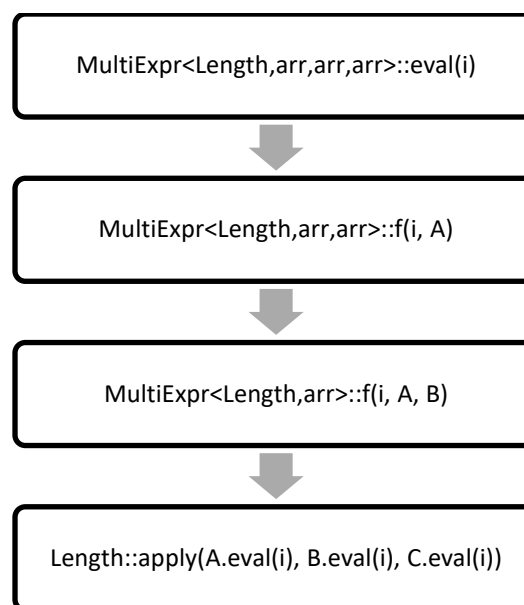 MultiExpr<Length,arr,arr,arr>::eval(i)
MultiExpr<Length,arr,arr>::f(i, A)
MultiExpr<Length,arr>::f(i, A, B)
Length::apply(A.eval(i), B.eval(i), C.eval(i))